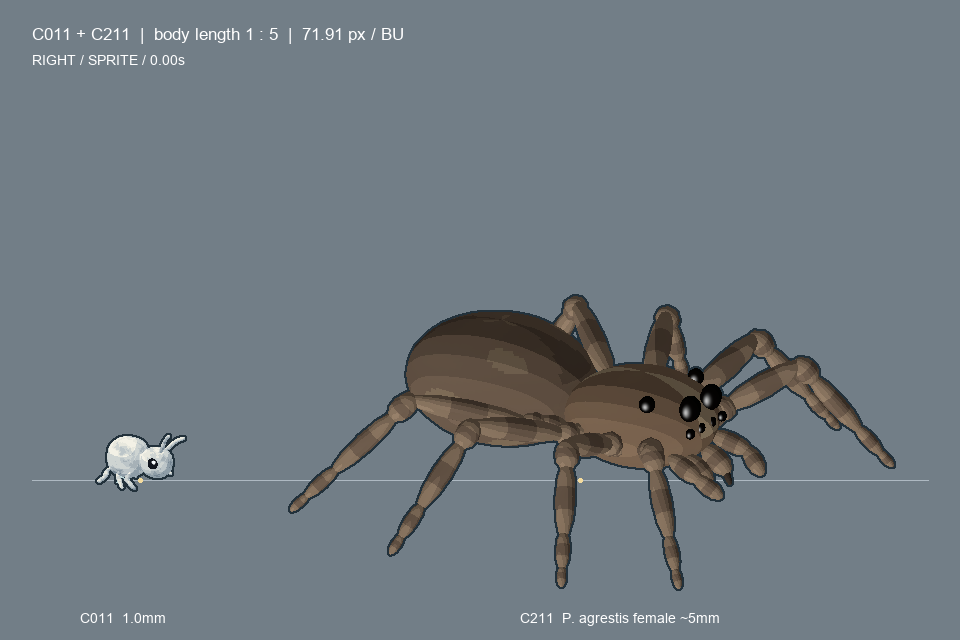 C011 + C211 | body length 1 : 5 | 71.91 px / BU
RIGHT / SPRITE / 0.00s
C011 1.0mm
C211 P. agrestis female ~5mm